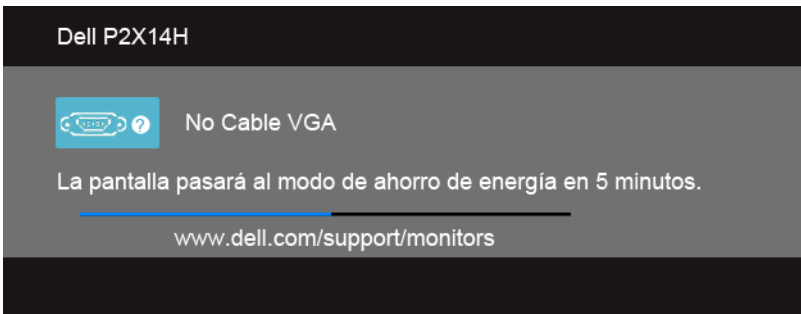 Dell P2X14H
No Cable VGA
La pantalla pasará al modo de ahorro de energía en 5 minutos.
www.dell.com/support/monitors